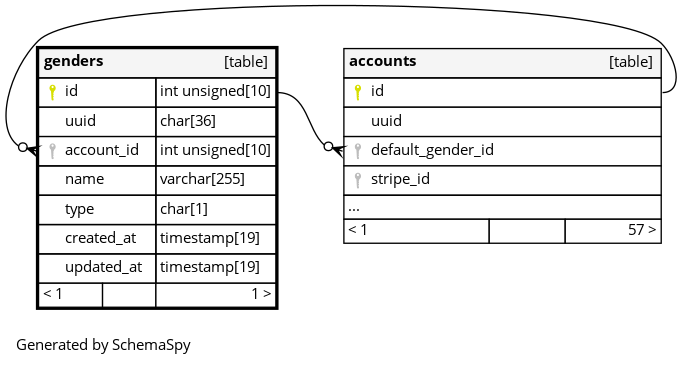 genders [table]
id int unsigned[10]
uuid char[36]
account_id int unsigned[10]
name varchar[255]
type char[1]
created_at timestamp[19]
updated_at timestamp[19]
< 1 1 >
accounts [table]
id
uuid
default_gender_id
stripe_id
...
< 1 57 >
Generated by SchemaSpy